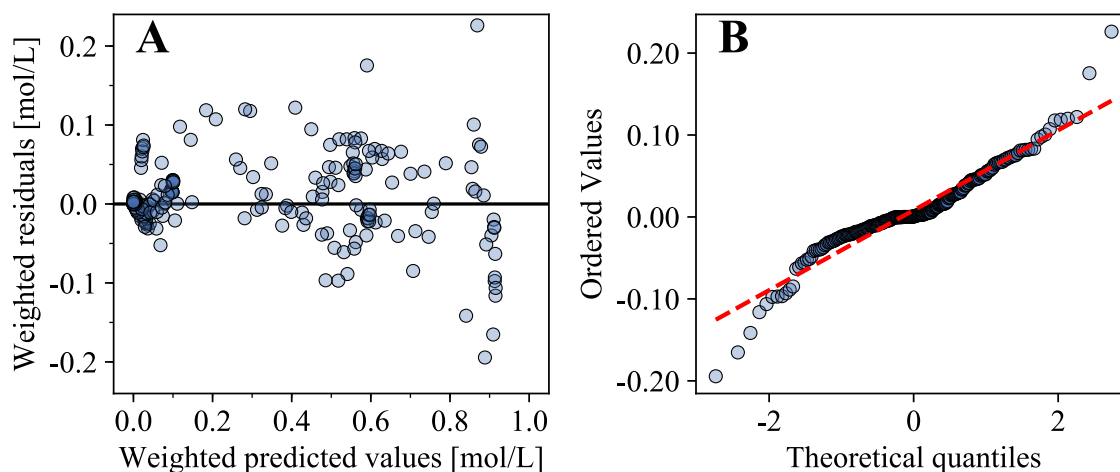 A
B
Weighted residuals [mol/L]
0.2
0.1
0.0
-0.1
-0.2
0.0 0.2 0.4 0.6 0.8 1.0
Weighted predicted values [mol/L]
Ordered Values
0.20
0.10
0.00
-0.10
-0.20
-2 0 2
Theoretical quantiles